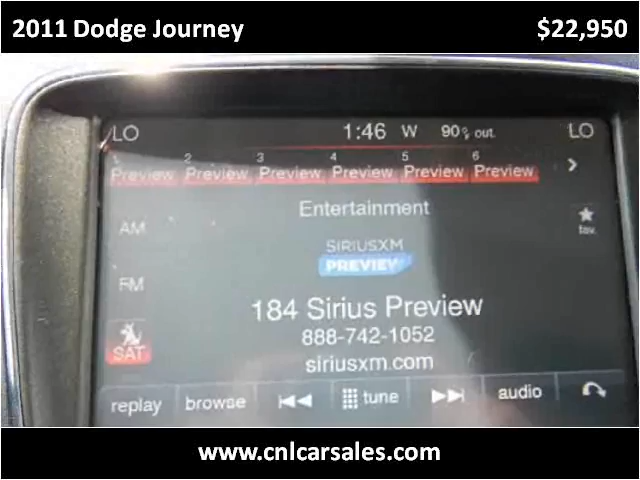 2011 Dodge Journey $22,950
LO 1:46 W 90°F out. LO
1 2 3 4 5 6
Preview Preview Preview Preview Preview Preview >
Entertainment
AM
fav.
SIRIUSXM
PREVIEW
FM
184 Sirius Preview
888-742-1052
SAT
siriusxm.com
replay browse tune audio
www.cnlcarsales.com